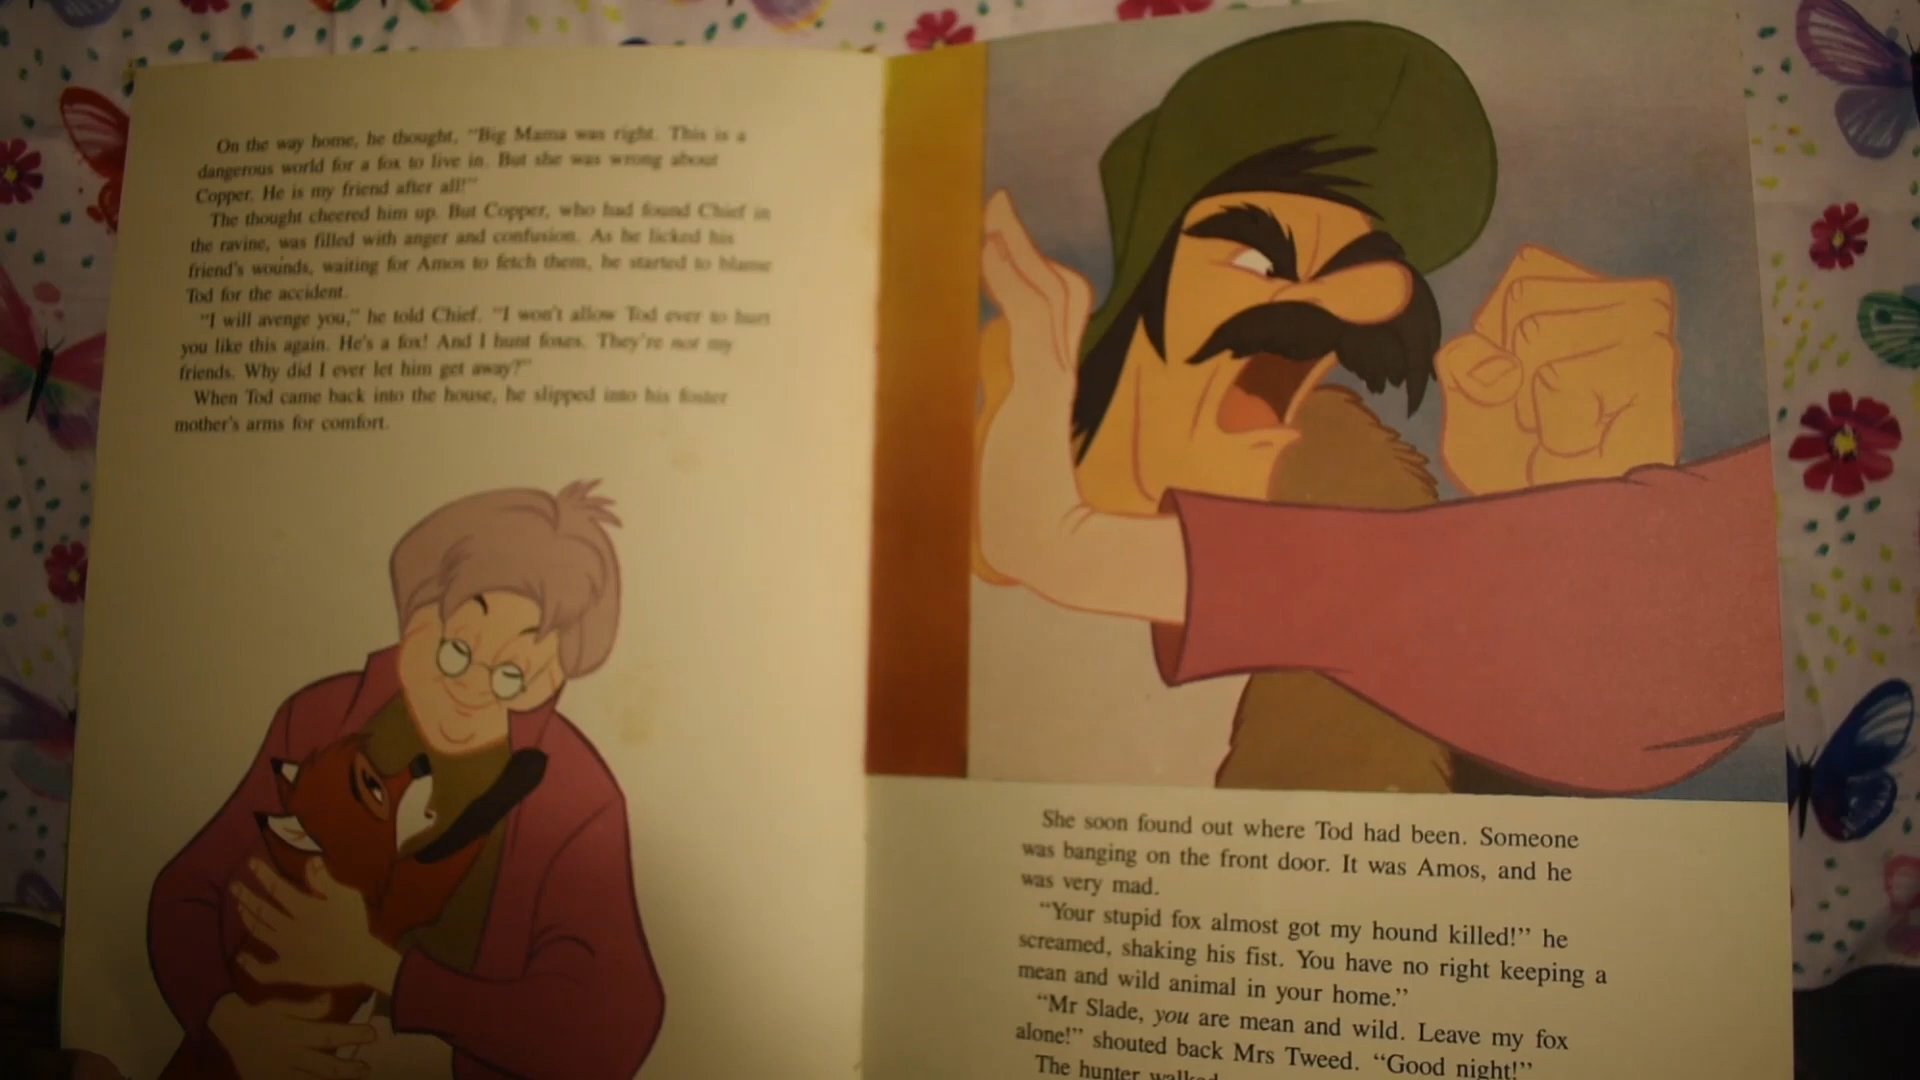 On the way home, he thought, "Big Mama was right. This is a
dangerous world for a fox to live in. But she was wrong about
Copper. He is my friend after all!"
The thought cheered him up. But Copper, who had found Chief in
the ravine, was filled with anger and confusion. As he licked his
friend's wounds, waiting for Amos to fetch them, he started to blame
Tod for the accident.
"I will avenge you," he told Chief. "I won't allow Tod ever to hurt
you like this again. He's a fox! And I hunt foxes. They're not my
friends. Why did I ever let him get away?"
When Tod came back into the house, he slipped into his foster
mother's arms for comfort.
She soon found out where Tod had been. Someone
was banging on the front door. It was Amos, and he
was very mad.
"Your stupid fox almost got my hound killed!" he
screamed, shaking his fist. You have no right keeping a
mean and wild animal in your home."
"Mr Slade, you are mean and wild. Leave my fox
alone!" shouted back Mrs Tweed. "Good night!"
The hunter walked